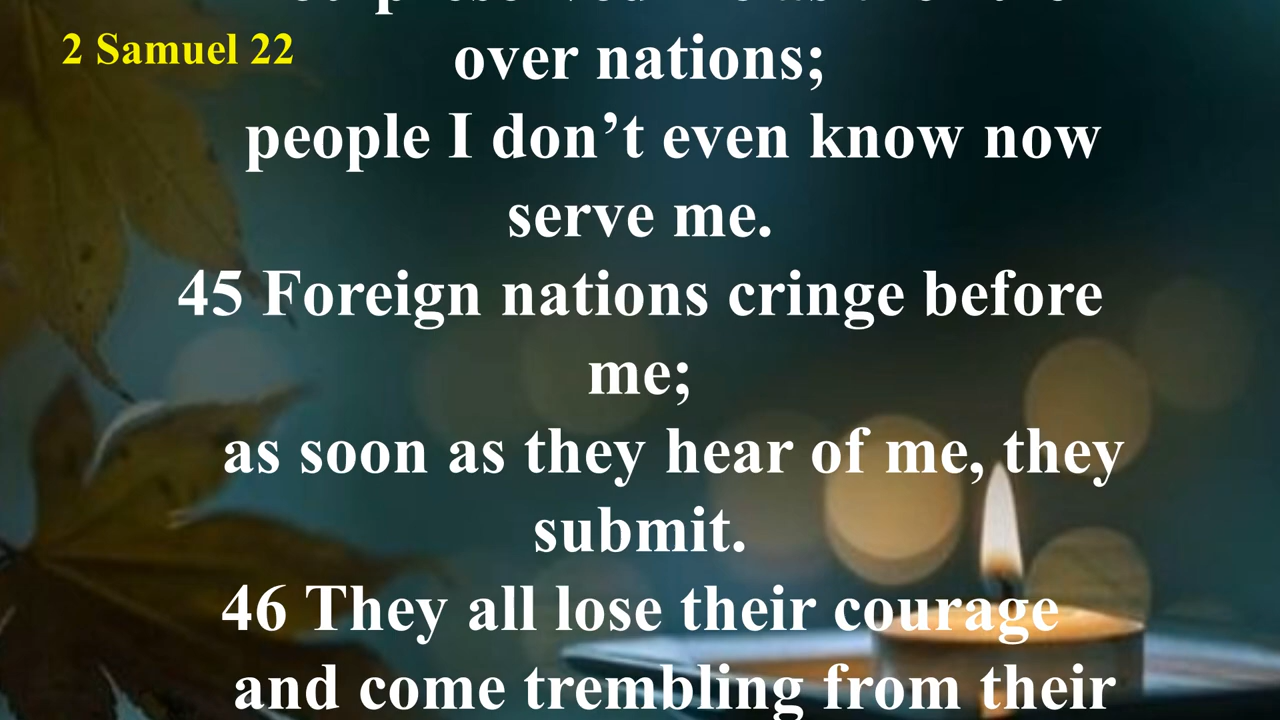 2 Samuel 22
over nations;
people I don’t even know now
serve me.
45 Foreign nations cringe before
me;
as soon as they hear of me, they
submit.
46 They all lose their courage
and come trembling from their